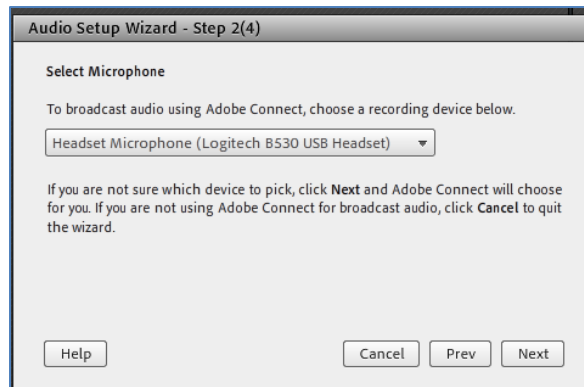 Audio Setup Wizard - Step 2(4)
Select Microphone
To broadcast audio using Adobe Connect, choose a recording device below.
Headset Microphone (Logitech B530 USB Headset)
If you are not sure which device to pick, click Next and Adobe Connect will choose
for you. If you are not using Adobe Connect for broadcast audio, click Cancel to quit
the wizard.
Help Cancel Prev Next